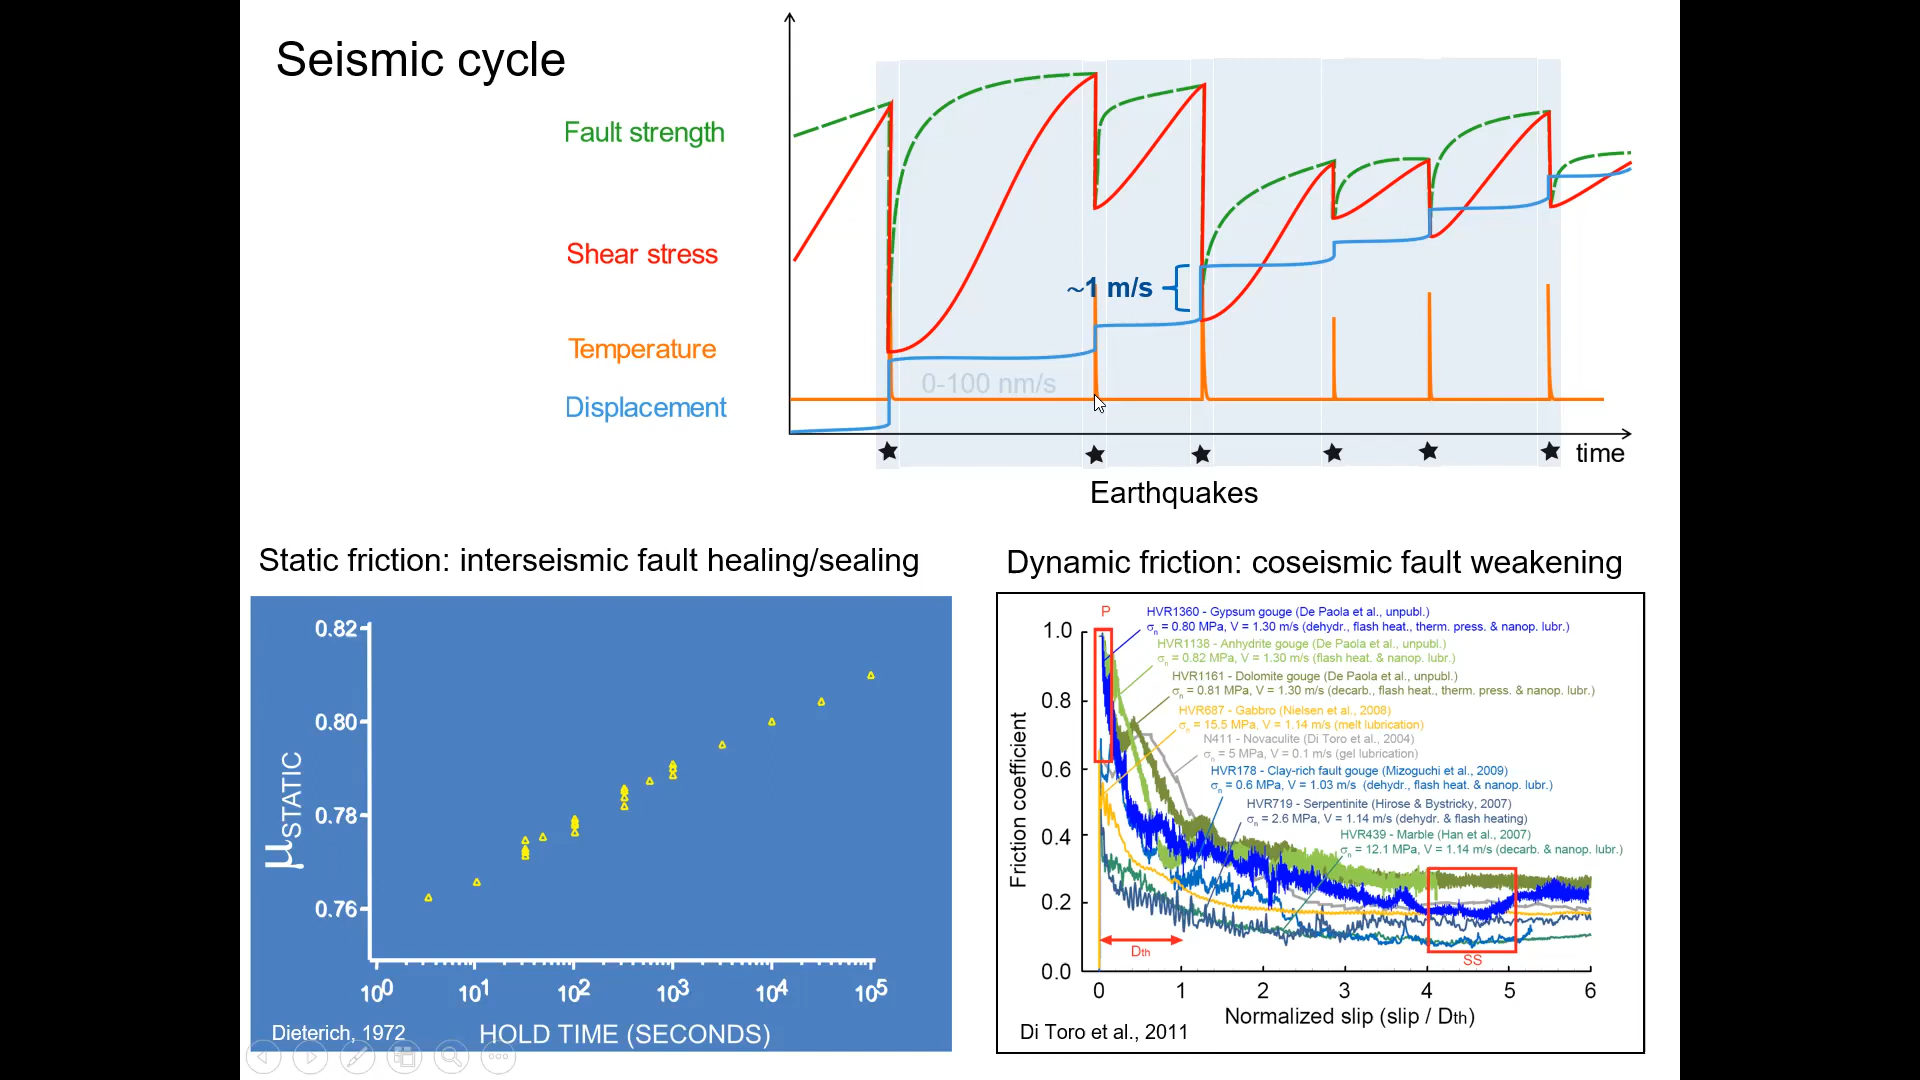 Seismic cycle
Fault strength
Shear stress
~1 m/s
Temperature
0-100 nm/s
Displacement
time
Earthquakes
Static friction: interseismic fault healing/sealing
0.82
0.80
0.78
0.76
μSTATIC
10⁰ 10¹ 10² 10³ 10⁴ 10⁵
Dieterich, 1972
HOLD TIME (SECONDS)
Dynamic friction: coseismic fault weakening
P
HVR1360 - Gypsum gouge (De Paola et al., unpubl.)
σn = 0.80 MPa, V = 1.30 m/s (dehydr., flash heat., therm. press. & nanop. lubr.)
HVR1138 - Anhydrite gouge (De Paola et al., unpubl.)
σn = 0.82 MPa, V = 1.30 m/s (flash heat. & nanop. lubr.)
HVR1161 - Dolomite gouge (De Paola et al., unpubl.)
σn = 0.81 MPa, V = 1.30 m/s (decarb., flash heat., therm. press. & nanop. lubr.)
HVR687 - Gabbro (Nielsen et al., 2008)
σn = 15.5 MPa, V = 1.14 m/s (melt lubrication)
N411 - Novaculite (Di Toro et al., 2004)
σn = 5 MPa, V = 0.1 m/s (gel lubrication)
HVR178 - Clay-rich fault gouge (Mizoguchi et al., 2009)
σn = 0.6 MPa, V = 1.03 m/s (dehydr., flash heat. & nanop. lubr.)
HVR719 - Serpentinite (Hirose & Bystricky, 2007)
σn = 2.6 MPa, V = 1.14 m/s (dehydr. & flash heating)
HVR439 - Marble (Han et al., 2007)
σn = 12.1 MPa, V = 1.14 m/s (decarb. & nanop. lubr.)
1.0
0.8
0.6
0.4
0.2
0.0
Friction coefficient
Dth
SS
0 1 2 3 4 5 6
Normalized slip (slip / Dth)
Di Toro et al., 2011